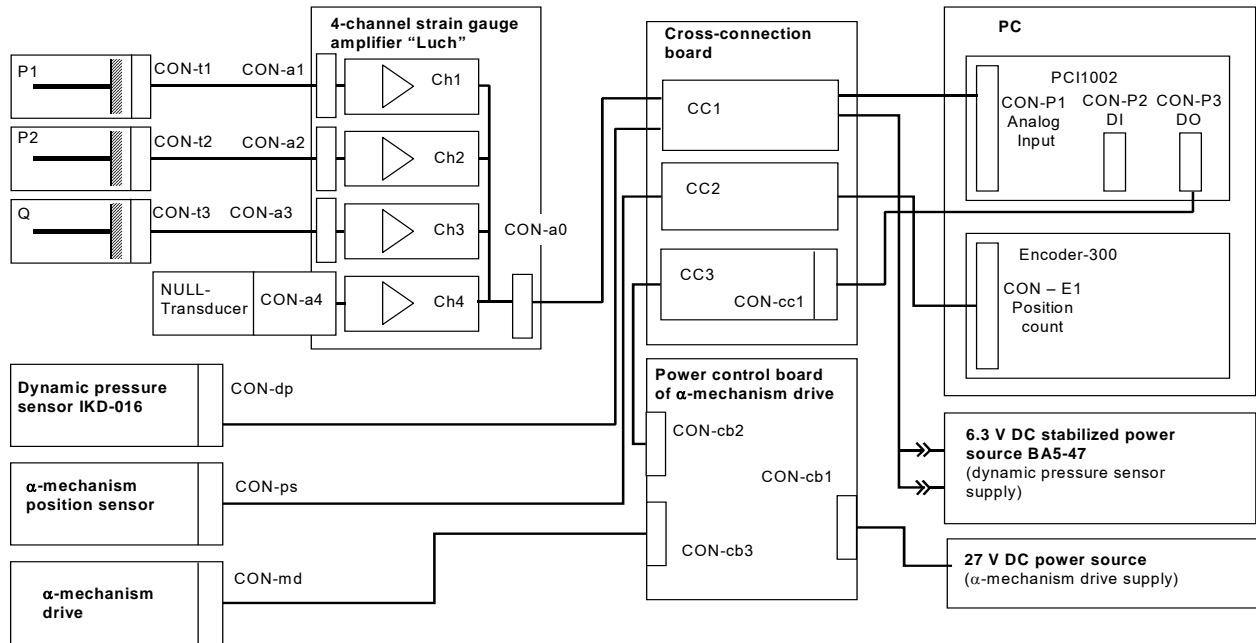 4-channel strain gauge
amplifier “Luch”
P1
CON-t1
CON-a1
Ch1
P2
CON-t2
CON-a2
Ch2
Q
CON-t3
CON-a3
Ch3
CON-a0
NULL-
Transducer
CON-a4
Ch4
Cross-connection
board
CC1
CC2
CC3
CON-cc1
PC
PCI1002
CON-P1
Analog
Input
CON-P2
DI
CON-P3
DO
Encoder-300
CON – E1
Position
count
Dynamic pressure
sensor IKD-016
CON-dp
α-mechanism
position sensor
CON-ps
α-mechanism
drive
CON-md
Power control board
of α-mechanism drive
CON-cb2
CON-cb1
CON-cb3
6.3 V DC stabilized power
source BA5-47
(dynamic pressure sensor
supply)
27 V DC power source
(α-mechanism drive supply)